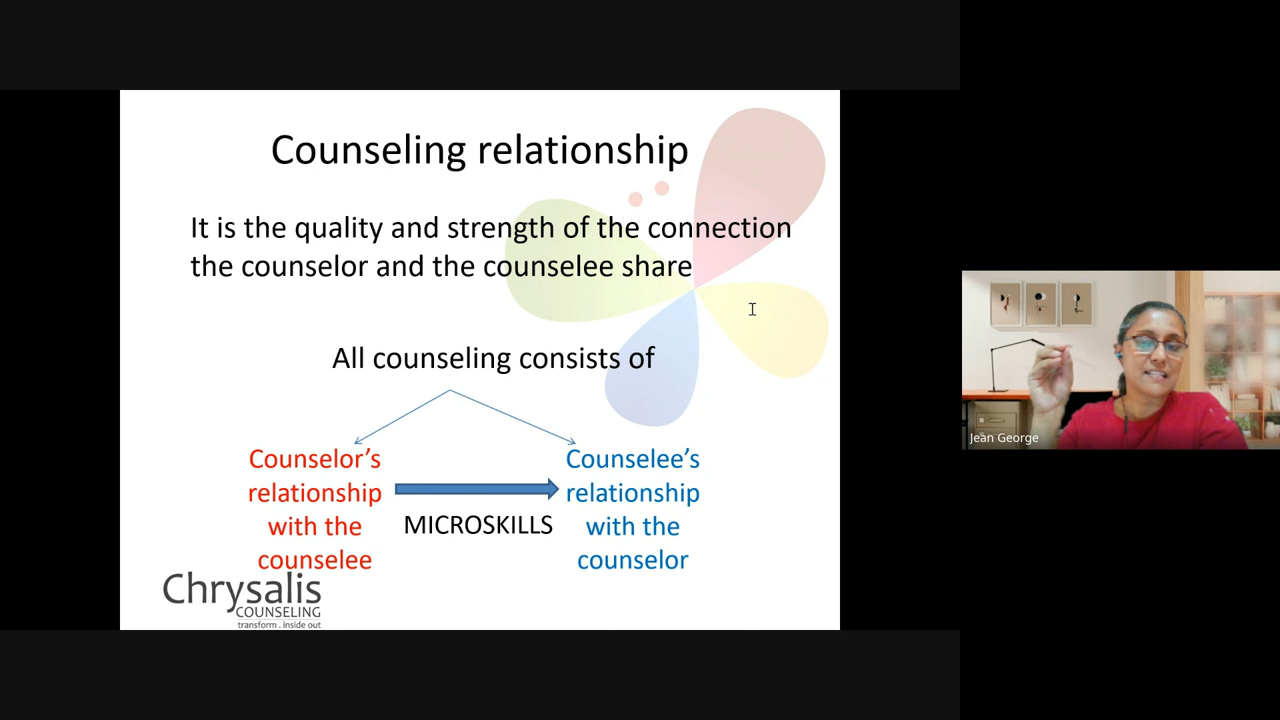 Counseling relationship
It is the quality and strength of the connection
the counselor and the counselee share
All counseling consists of
Counselor's
relationship
with the
counselee
MICROSKILLS
Counselee's
relationship
with the
counselor
Chrysalis
COUNSELING
transform . inside out
Jean George